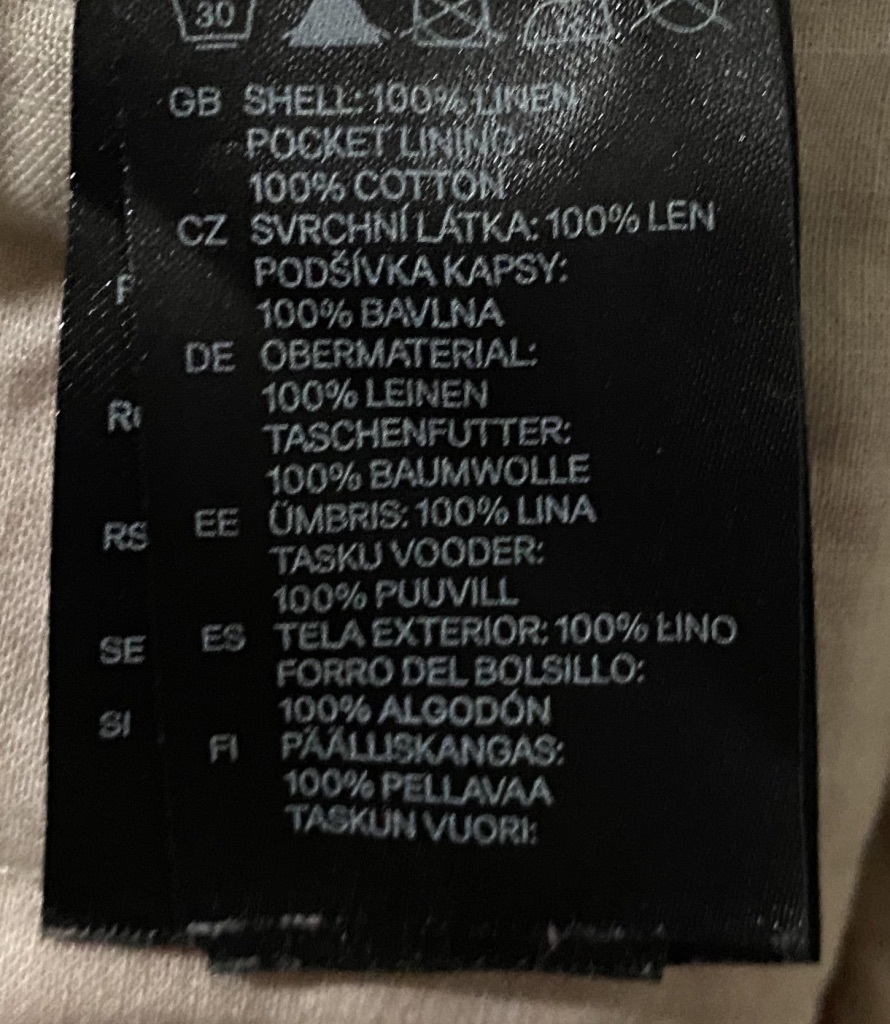 30
GB SHELL: 100% LINEN
POCKET LINING:
100% COTTON
CZ SVRCHNÍ LÁTKA: 100% LEN
PODŠÍVKA KAPSY:
100% BAVLNA
DE OBERMATERIAL:
100% LEINEN
TASCHENFUTTER:
100% BAUMWOLLE
EE ÜMBRIS: 100% LINA
TASKU VOODER:
100% PUUVILL
ES TELA EXTERIOR: 100% LINO
FORRO DEL BOLSILLO:
100% ALGODÓN
FI PÄÄLLISKANGAS:
100% PELLAVAA
TASKUN VUORI:
RS
SE
SI